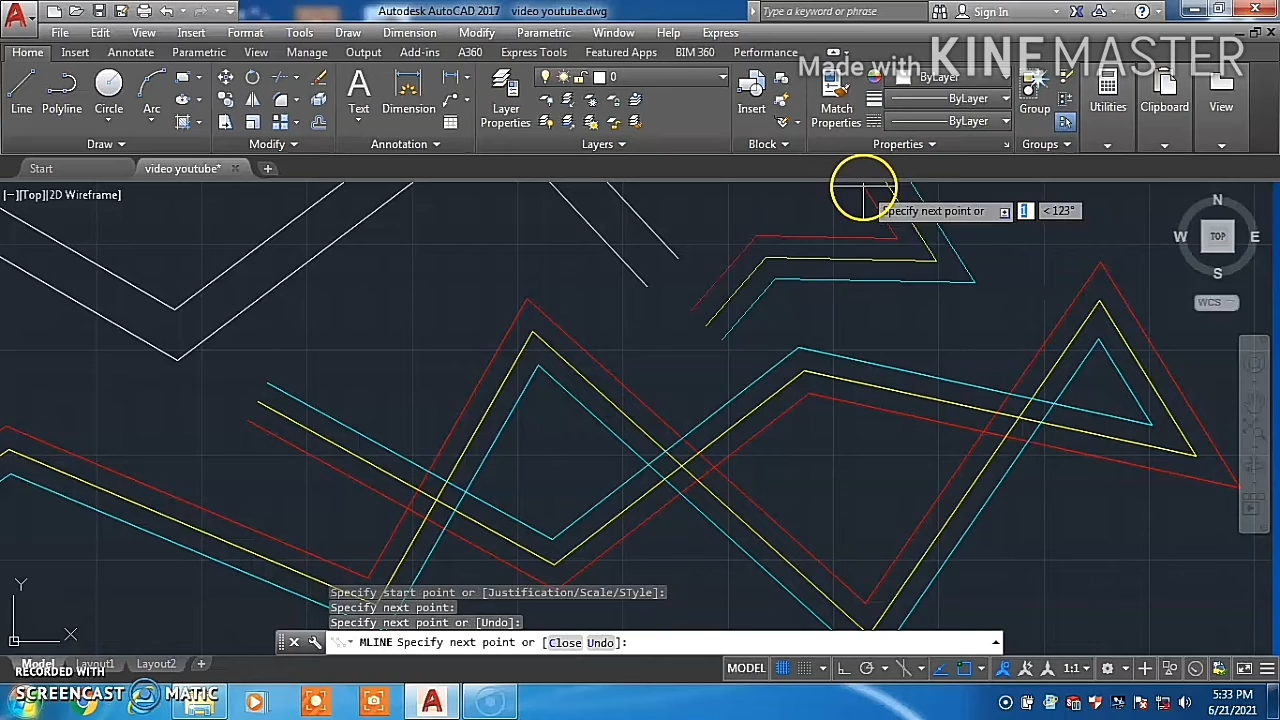 Autodesk AutoCAD 2017 video youtube.dwg
Type a keyword or phrase
Sign In
File Edit View Insert Format Tools Draw Dimension Modify Parametric Window Help Express
Home Insert Annotate Parametric View Manage Output Add-ins A360 Express Tools Featured Apps BIM 360 Performance
Made with KINEMASTER
0
ByLayer
ByLayer
ByLayer
Line Polyline Circle Arc
Text Dimension
Layer Properties
Insert
Match Properties
Group
Utilities Clipboard View
Draw Modify Annotation Layers Block Properties Groups
Start video youtube*
[−][Top][2D Wireframe]
N
W TOP E
S
WCS
Specify next point or 1 < 123°
Y
X
Specify start point or [Justification/Scale/STyle]:
Specify next point:
Specify next point or [Undo]:
MLINE Specify next point or [Close Undo]:
Model Layout1 Layout2 +
MODEL 1:1
RECORDED WITH
SCREENCAST MATIC
5:33 PM
6/21/2021